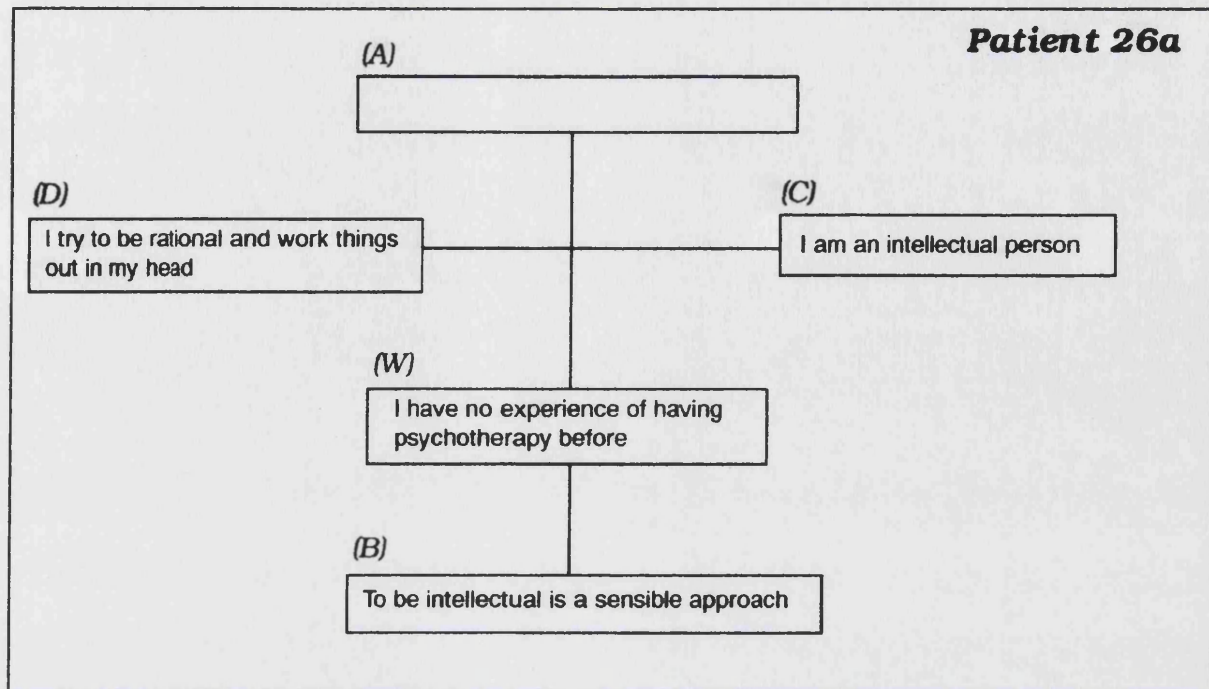 Patient 26a
(A)
(D)
I try to be rational and work things
out in my head
(C)
I am an intellectual person
(W)
I have no experience of having
psychotherapy before
(B)
To be intellectual is a sensible approach